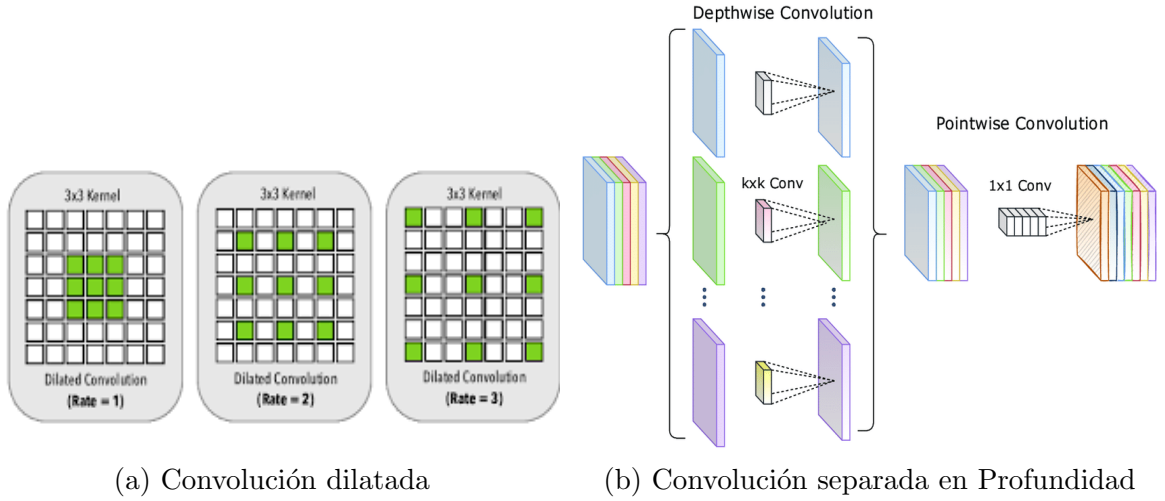 3x3 Kernel
Dilated Convolution
(Rate = 1)
3x3 Kernel
Dilated Convolution
(Rate = 2)
3x3 Kernel
Dilated Convolution
(Rate = 3)
(a) Convolución dilatada
Depthwise Convolution
kxk Conv
Pointwise Convolution
1x1 Conv
(b) Convolución separada en Profundidad